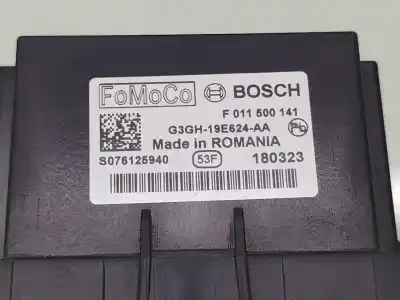 FoMoCo BOSCH
F 011 500 141
G3GH-19E624-AA
Made in ROMANIA
S076125940 53F 180323